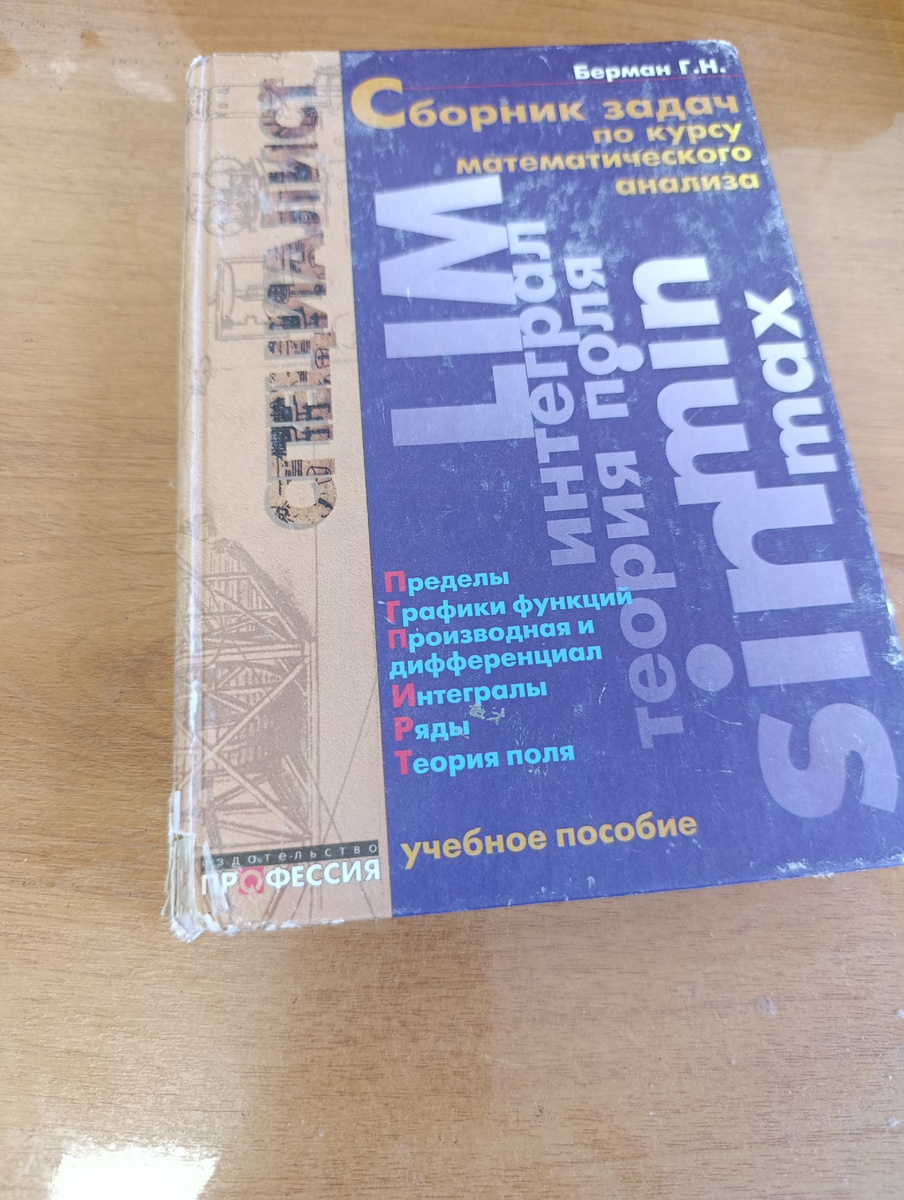 Берман Г.Н.
Сборник задач
по курсу
математического
анализа
СПЕЦИАЛИСТ
LIM
интеграл
теория поля
min
max
sin
Пределы
Графики функций
Производная и
дифференциал
Интегралы
Ряды
Теория поля
учебное пособие
издательство
ПРОФЕССИЯ